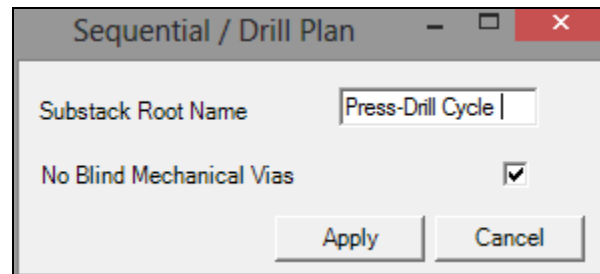 Sequential / Drill Plan
Substack Root Name Press-Drill Cycle
No Blind Mechanical Vias
Apply Cancel